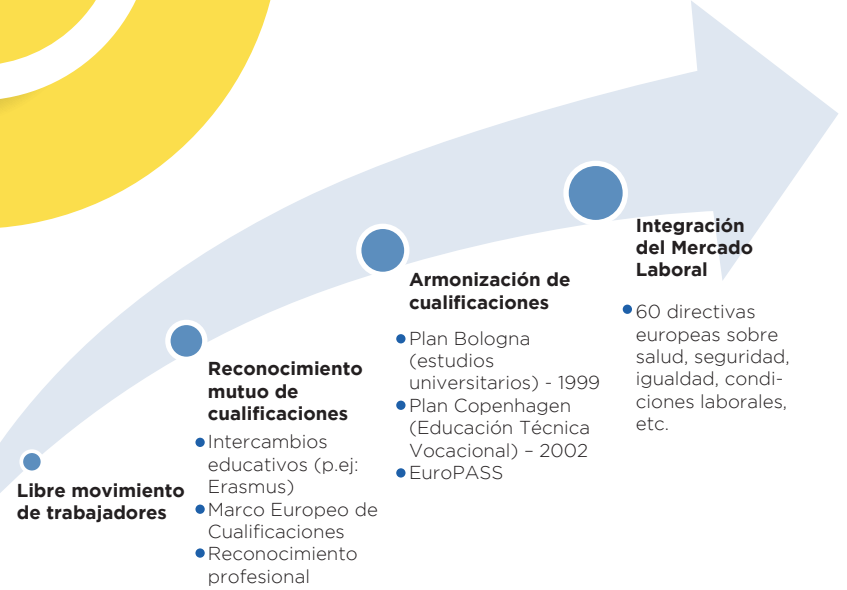 Libre movimiento
de trabajadores
Reconocimiento
mutuo de
cualificaciones
Intercambios
educativos (p.ej:
Erasmus)
Marco Europeo de
Cualificaciones
Reconocimiento
profesional
Armonización de
cualificaciones
Plan Bologna
(estudios
universitarios) - 1999
Plan Copenhagen
(Educación Técnica
Vocacional) – 2002
EuroPASS
Integración
del Mercado
Laboral
60 directivas
europeas sobre
salud, seguridad,
igualdad, condi-
ciones laborales,
etc.